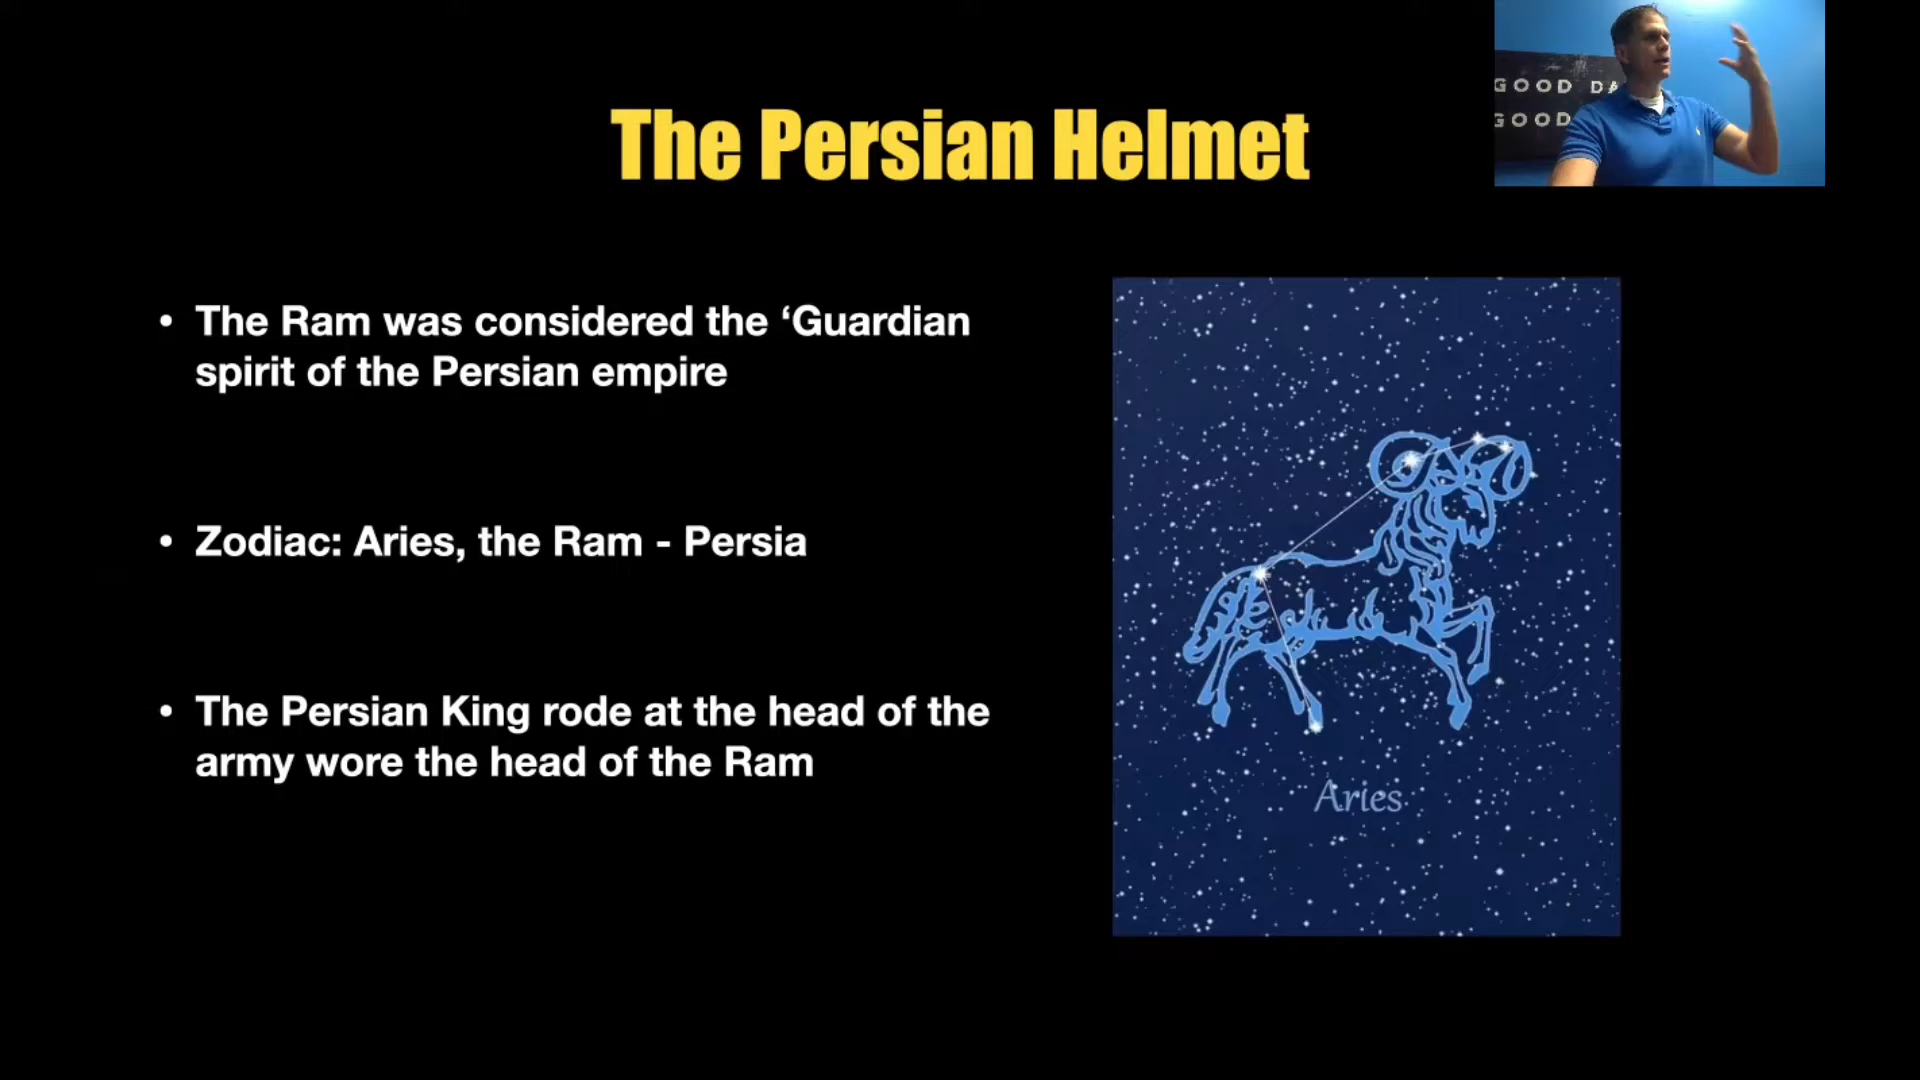 The Persian Helmet
GOOD DA
GOOD
• The Ram was considered the ‘Guardian
spirit of the Persian empire
• Zodiac: Aries, the Ram - Persia
• The Persian King rode at the head of the
army wore the head of the Ram
Aries